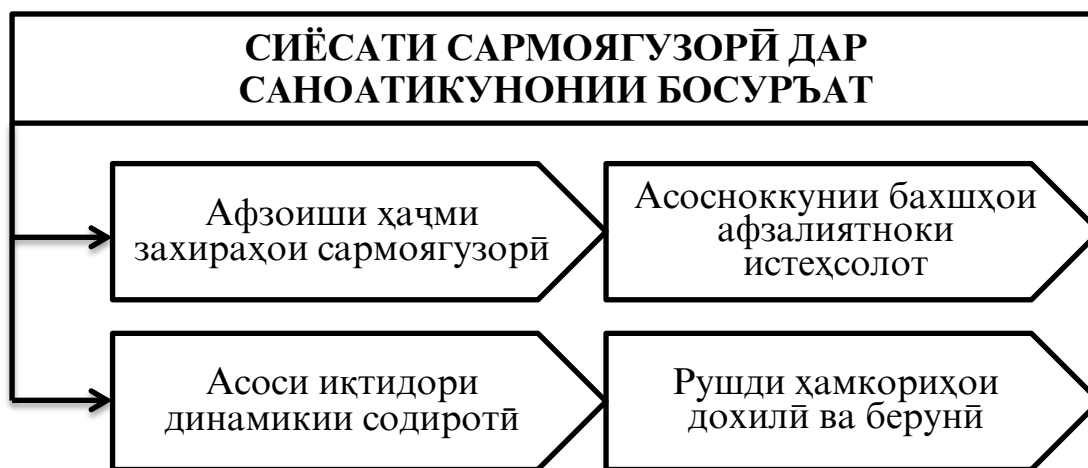 СИЁСАТИ САРМОЯГУЗОРӢ ДАР
САНОАТИКУНОНИИ БОСУРЪАТ
Афзоиши ҳаҷми
захираҳои сармоягузорӣ
Асосноккунии бахшҳои
афзалиятноки
истеҳсолот
Асоси иқтидори
динамикии содиротӣ
Рушди ҳамкориҳои
дохилӣ ва берунӣ